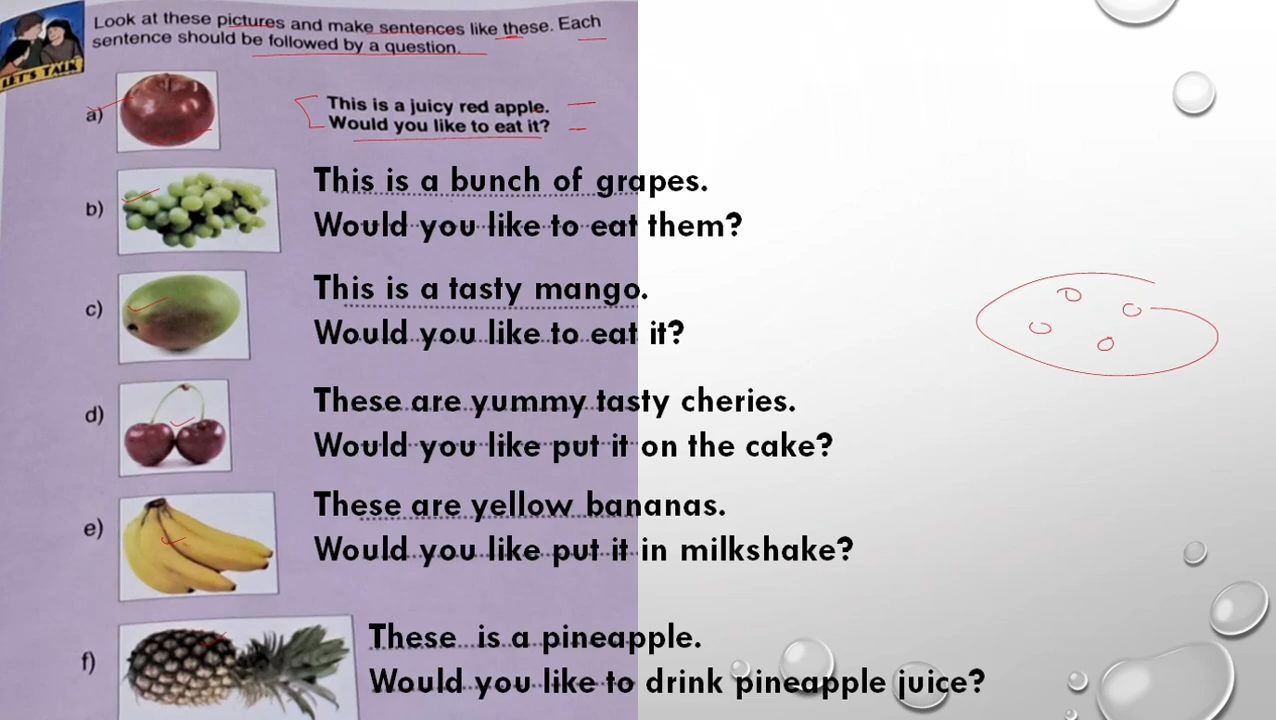 Look at these pictures and make sentences like these. Each
sentence should be followed by a question.
LET'S TALK
a)
This is a juicy red apple.
Would you like to eat it?
b)
This is a bunch of grapes.
Would you like to eat them?
c)
This is a tasty mango.
Would you like to eat it?
d)
These are yummy tasty cheries.
Would you like put it on the cake?
e)
These are yellow bananas.
Would you like put it in milkshake?
f)
These is a pineapple.
Would you like to drink pineapple juice?